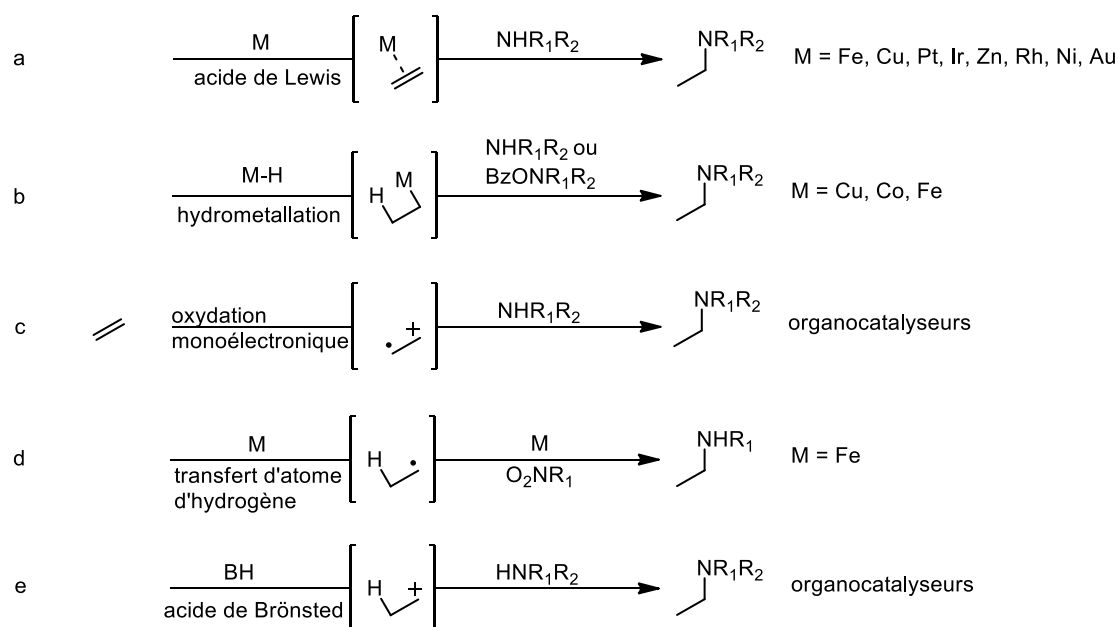 a
M
acide de Lewis
M
NHR1R2
NR1R2
M = Fe, Cu, Pt, Ir, Zn, Rh, Ni, Au
b
M-H
hydrometallation
H
M
NHR1R2 ou
BzONR1R2
NR1R2
M = Cu, Co, Fe
c
oxydation
monoélectronique
+
NHR1R2
NR1R2
organocatalyseurs
d
M
transfert d'atome
d'hydrogène
H
M
O2NR1
NHR1
M = Fe
e
BH
acide de Brönsted
H
+
HNR1R2
NR1R2
organocatalyseurs